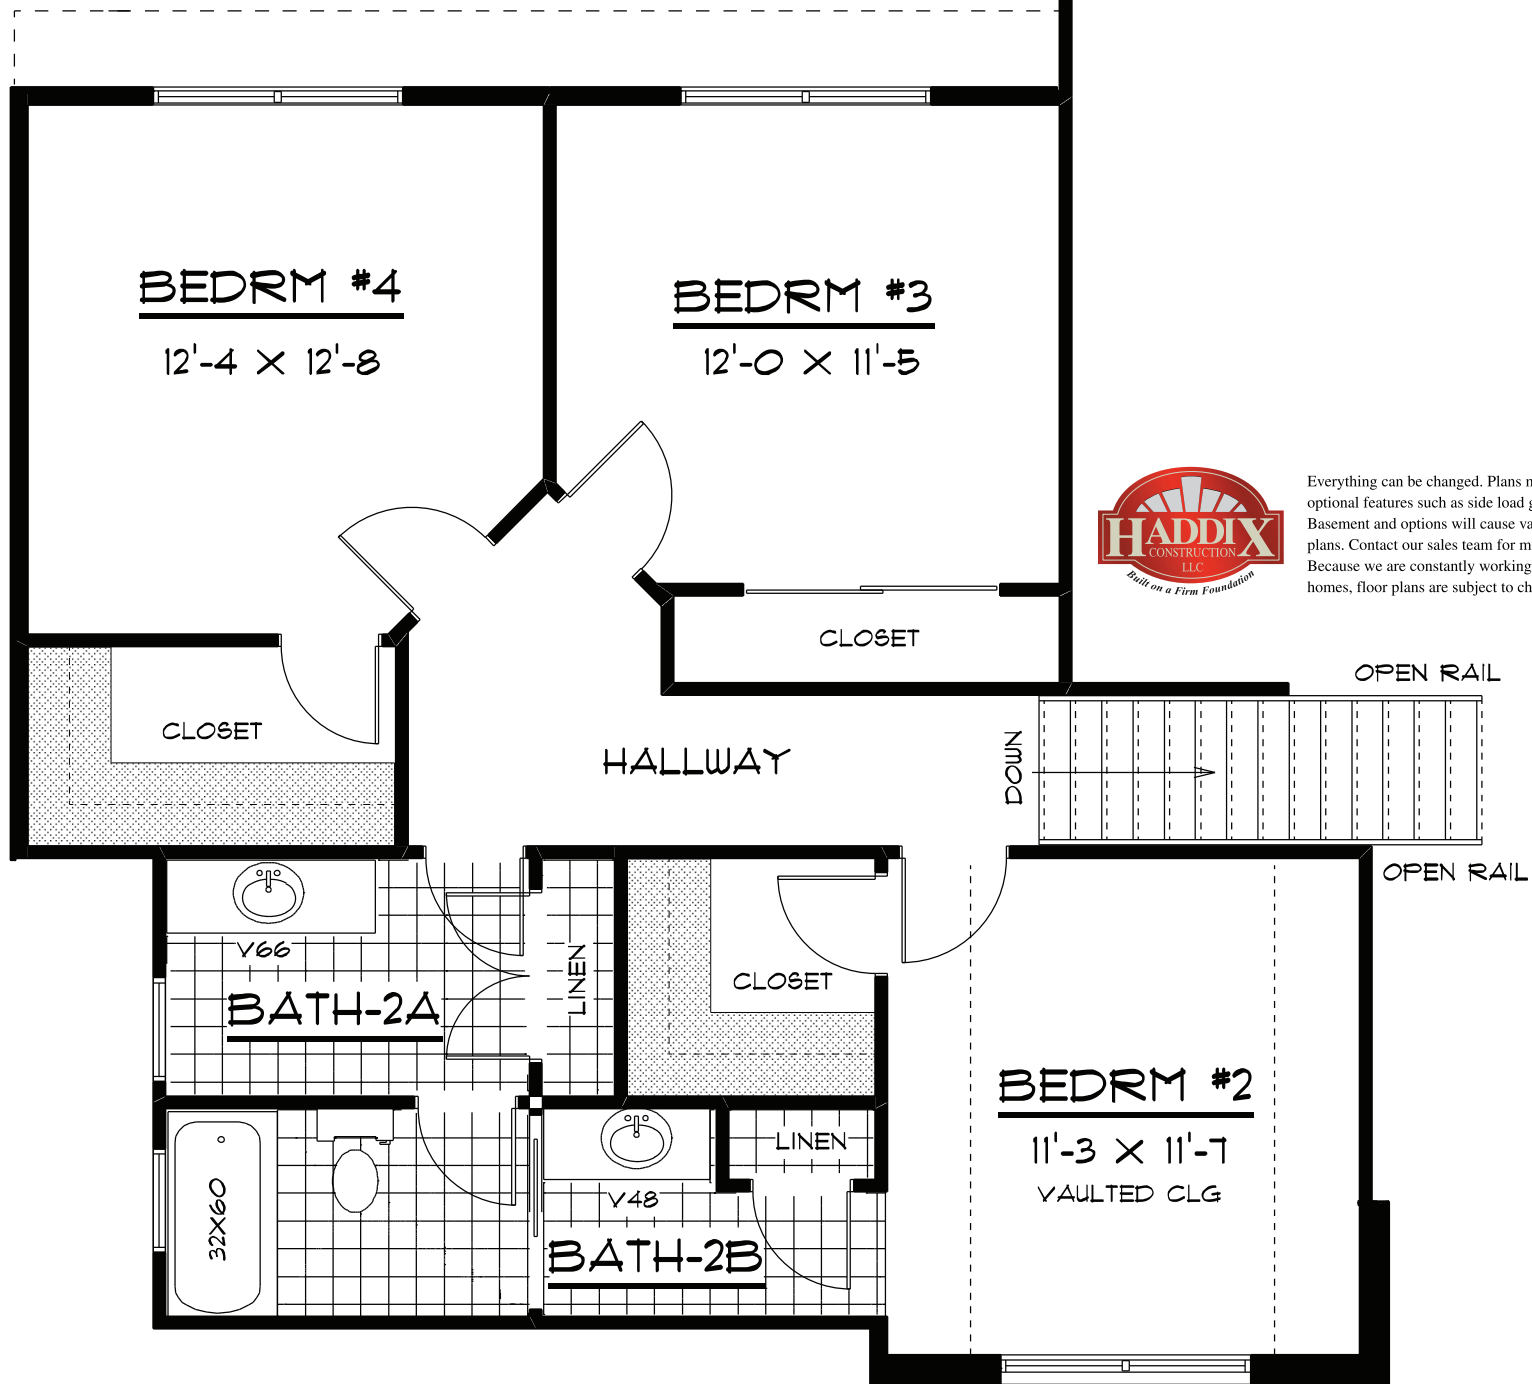 BEDRM #4
12'-4 X 12'-8
BEDRM #3
12'-0 X 11'-5
HADDIX
CONSTRUCTION
LLC
Built on a Firm Foundation
Everything can be changed. Plans
optional features such as side load
Basement and options will cause
plans. Contact our sales team for
Because we are constantly working
homes, floor plans are subject to
CLOSET
OPEN RAIL
CLOSET
HALLWAY
DOWN
OPEN RAIL
V66
BATH-2A
LINEN
CLOSET
BEDRM #2
11'-3 X 11'-7
VAULTED CLG
LINEN
V48
32X60
BATH-2B